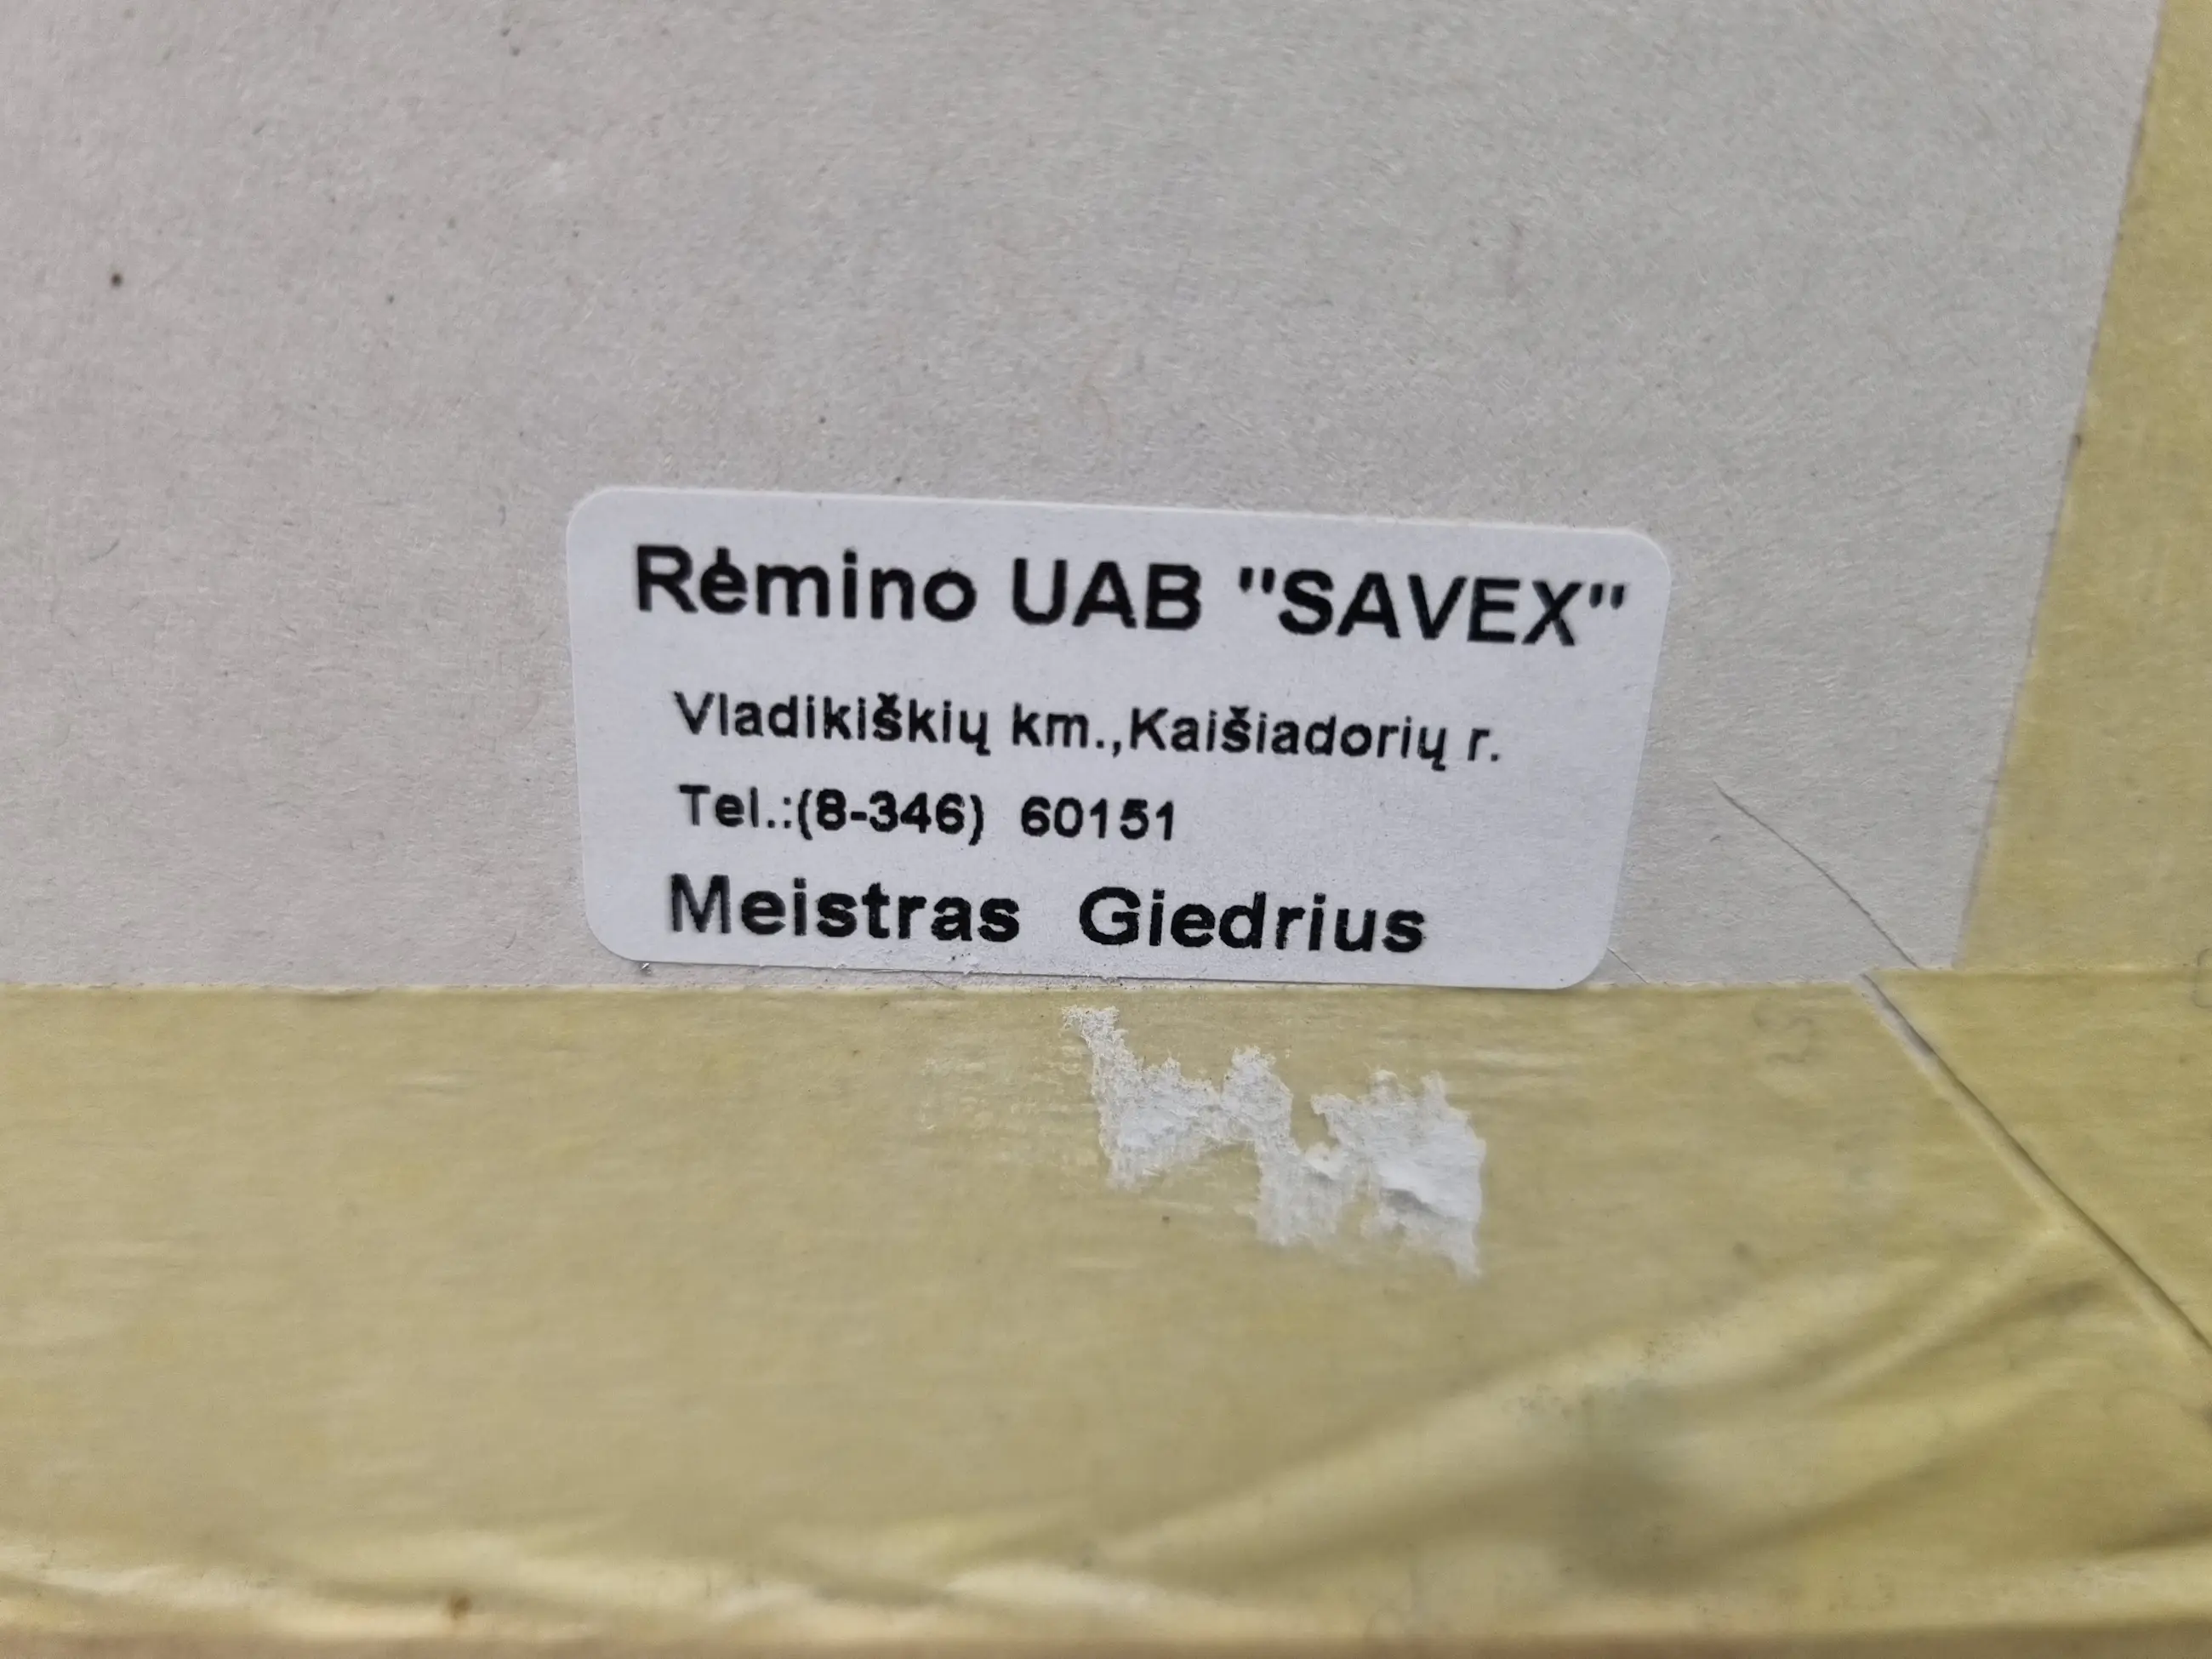 Rėmino UAB "SAVEX"
Vladikiškių km.,Kaišiadorių r.
Tel.:(8-346) 60151
Meistras Giedrius